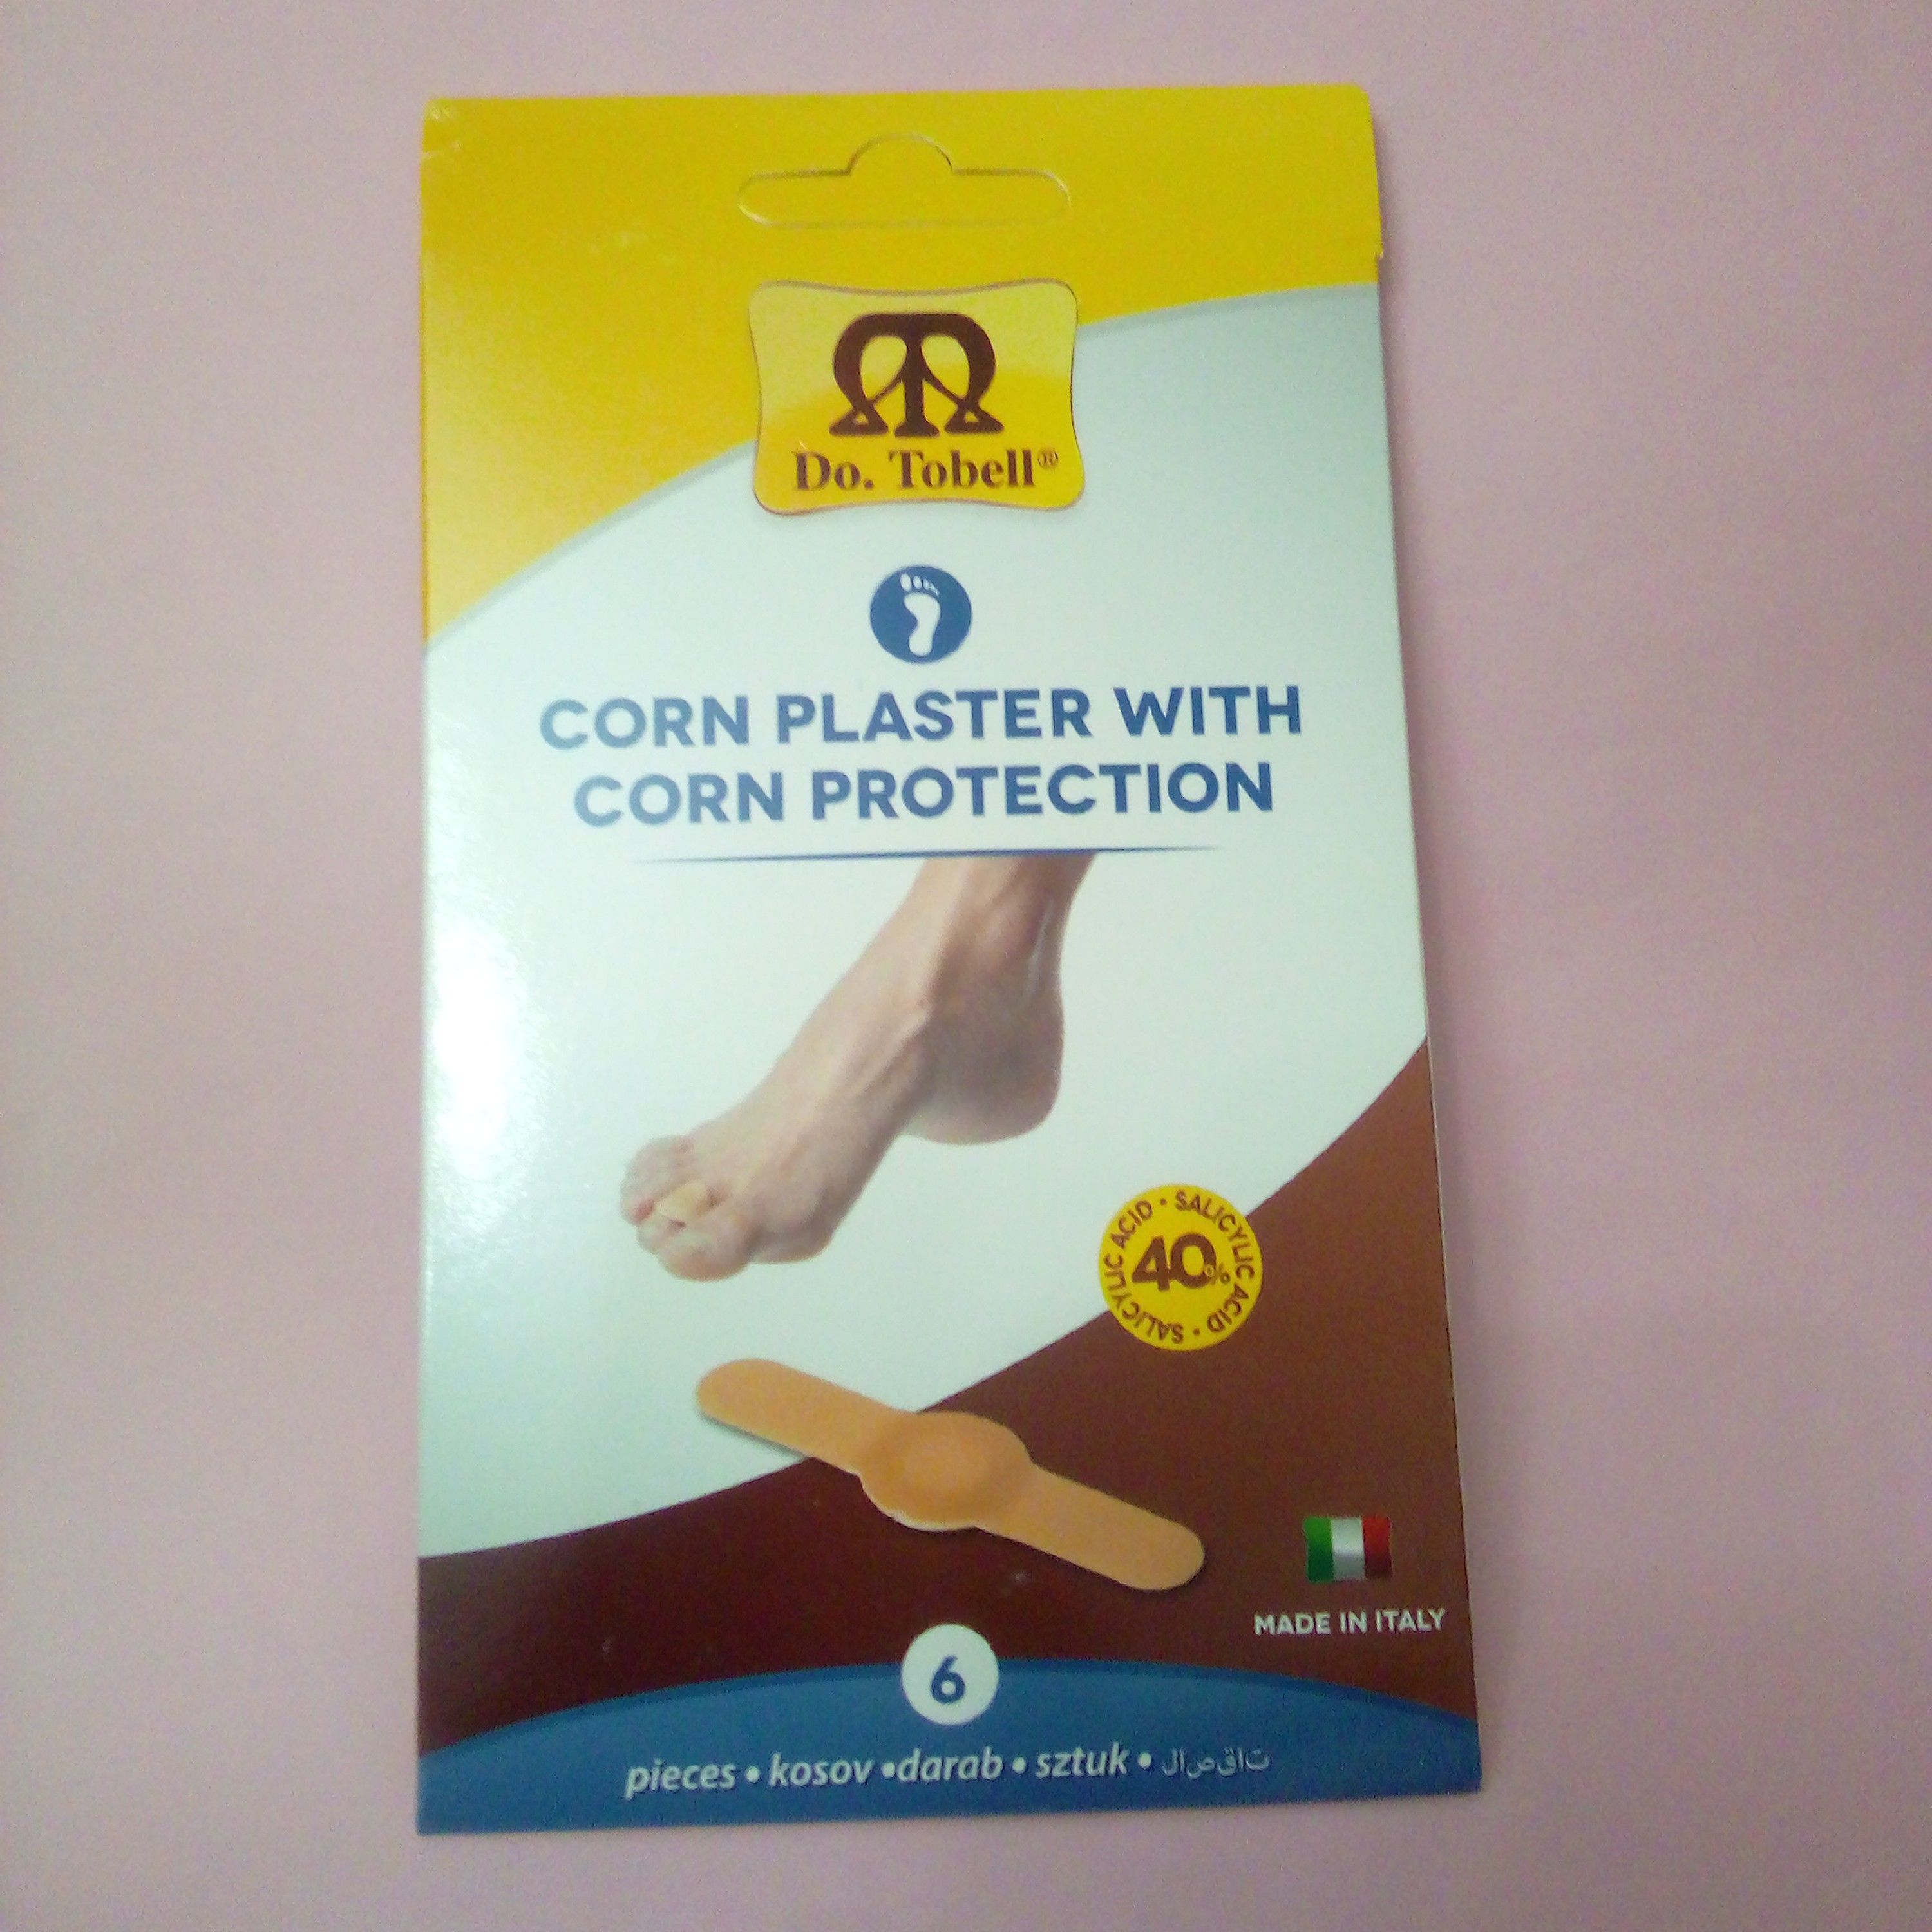 Do. Tobell®
CORN PLASTER WITH
CORN PROTECTION
SALICYLIC ACID • SALICYLIC ACID •
40%
MADE IN ITALY
6
pieces • kosov •darab • sztuk • لاصقات